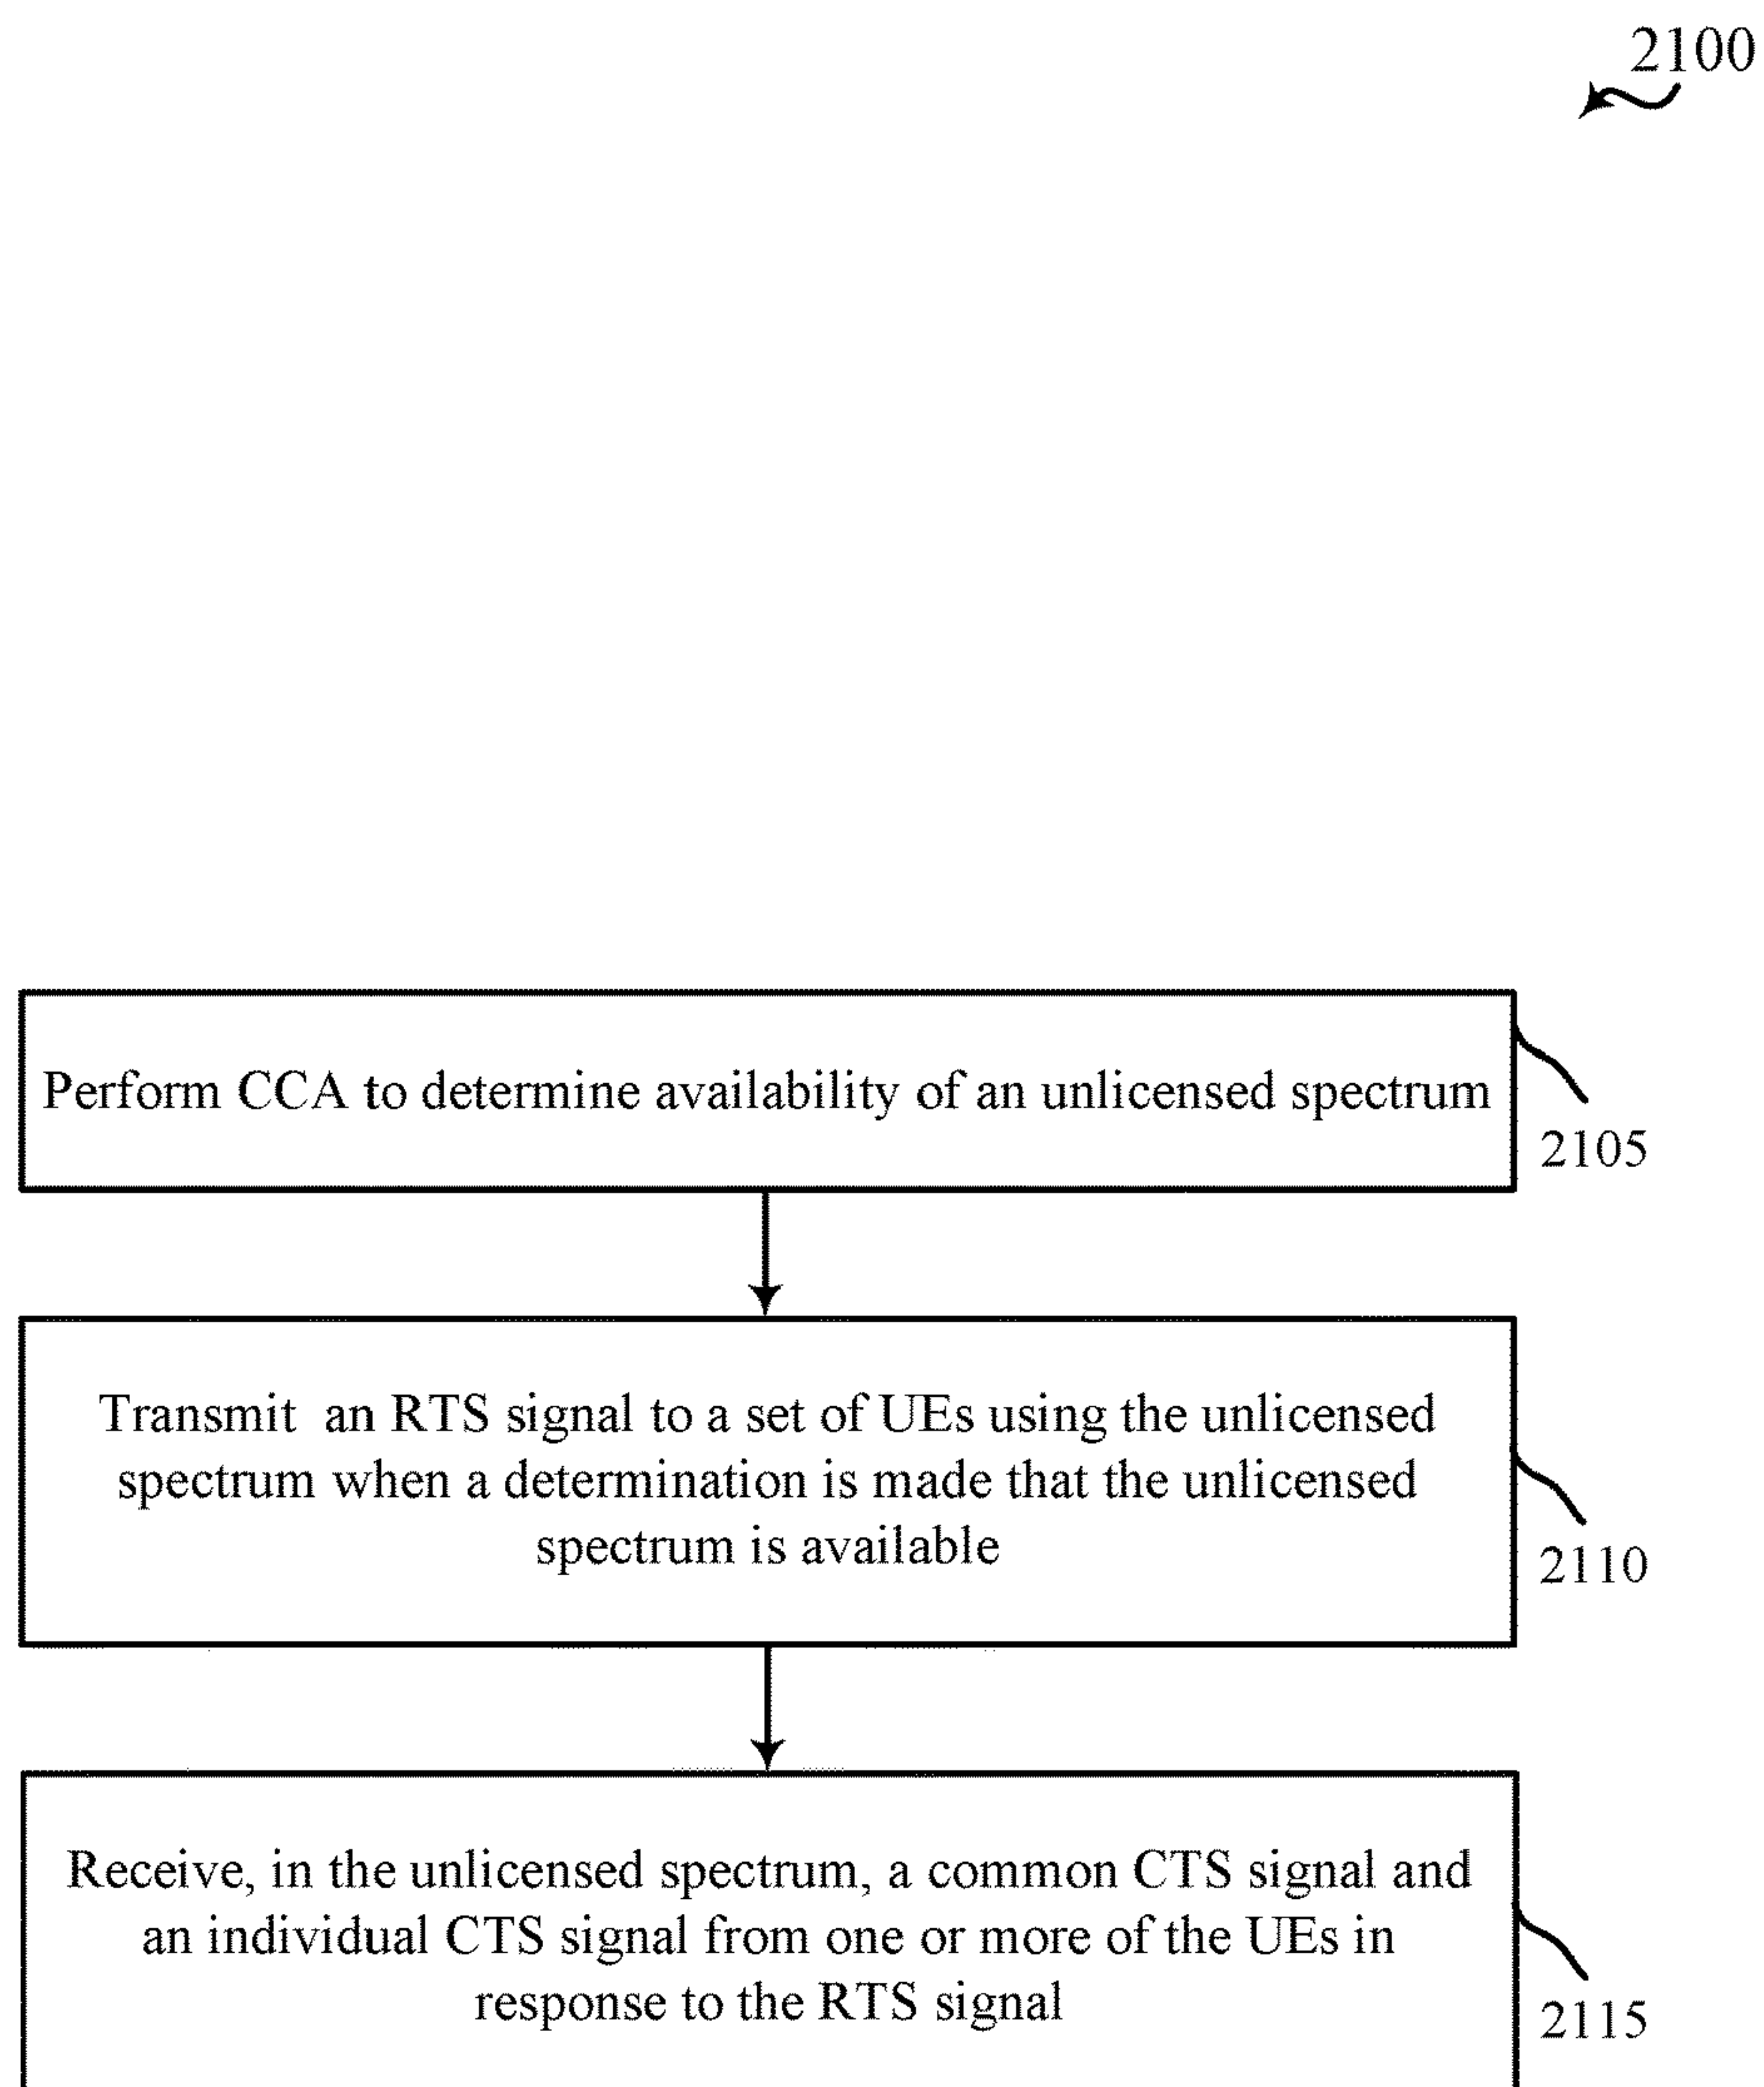 2100
Perform CCA to determine availability of an unlicensed spectrum
2105
Transmit an RTS signal to a set of UEs using the unlicensed
spectrum when a determination is made that the unlicensed
spectrum is available
2110
Receive, in the unlicensed spectrum, a common CTS signal and
an individual CTS signal from one or more of the UEs in
response to the RTS signal
2115